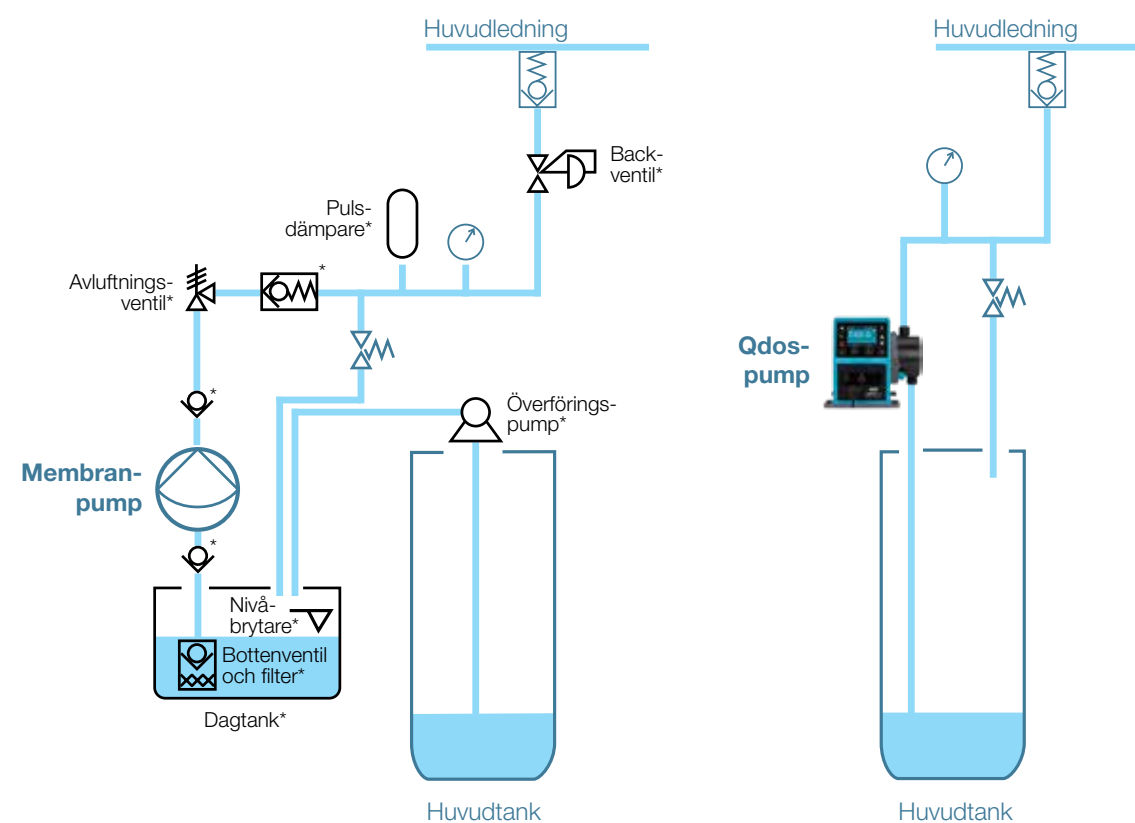 Huvudledning
Back-
ventil*
Puls-
dämpare*
*
Avluftnings-
ventil*
*
Överförings-
pump*
Membran-
pump
*
Nivå-
brytare*
Bottenventil
och filter*
Dagtank*
Huvudtank
Huvudledning
Qdos-
pump
Huvudtank